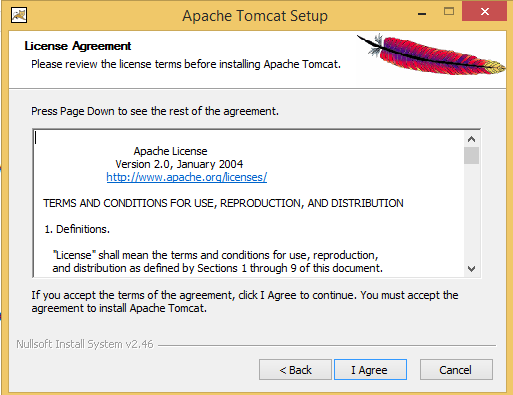 Apache Tomcat Setup
License Agreement
Please review the license terms before installing Apache Tomcat.
Press Page Down to see the rest of the agreement.
Apache License
Version 2.0, January 2004
http://www.apache.org/licenses/
TERMS AND CONDITIONS FOR USE, REPRODUCTION, AND DISTRIBUTION
1. Definitions.
"License" shall mean the terms and conditions for use, reproduction,
and distribution as defined by Sections 1 through 9 of this document.
If you accept the terms of the agreement, click I Agree to continue. You must accept the
agreement to install Apache Tomcat.
Nullsoft Install System v2.46
< Back
I Agree
Cancel